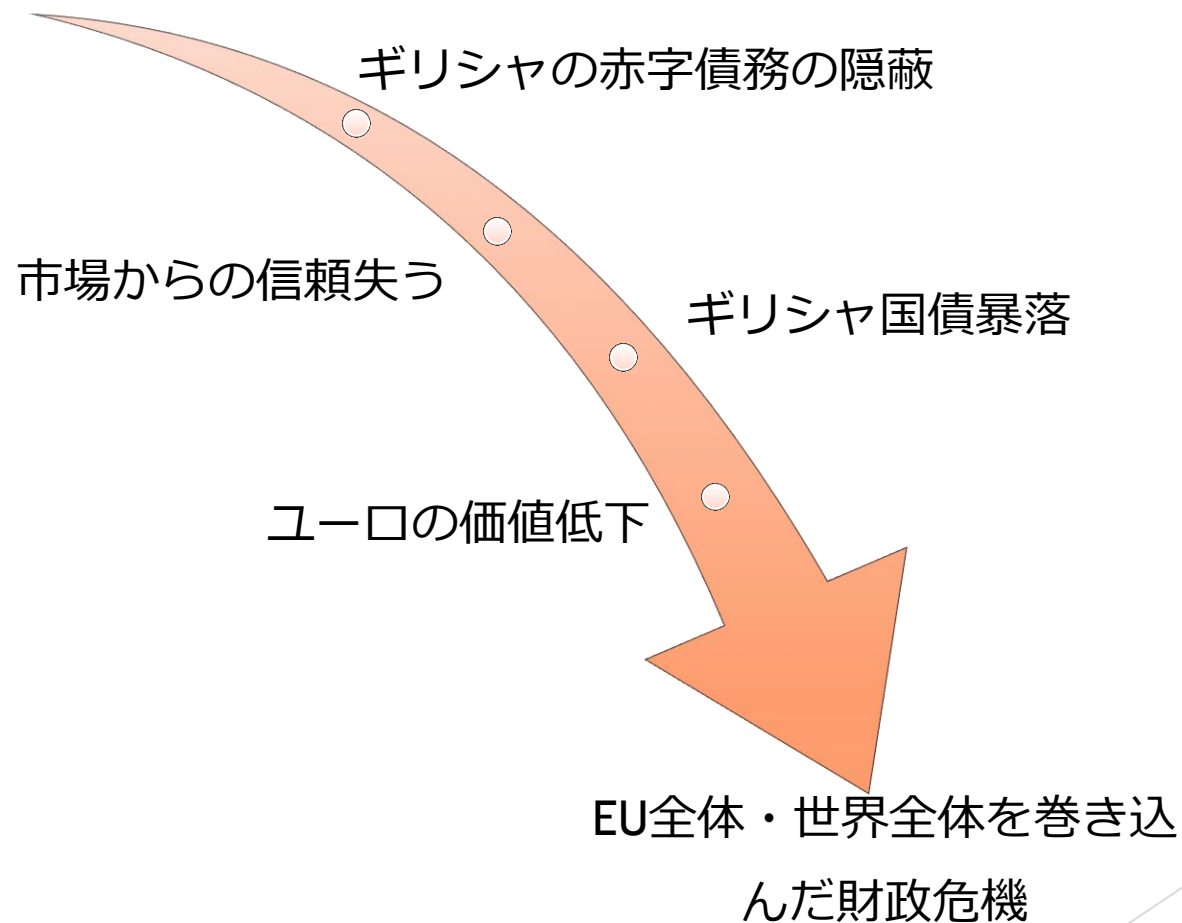 ギリシャの赤字債務の隠蔽
市場からの信頼失う
ギリシャ国債暴落
ユーロの価値低下
EU全体・世界全体を巻き込
んだ財政危機